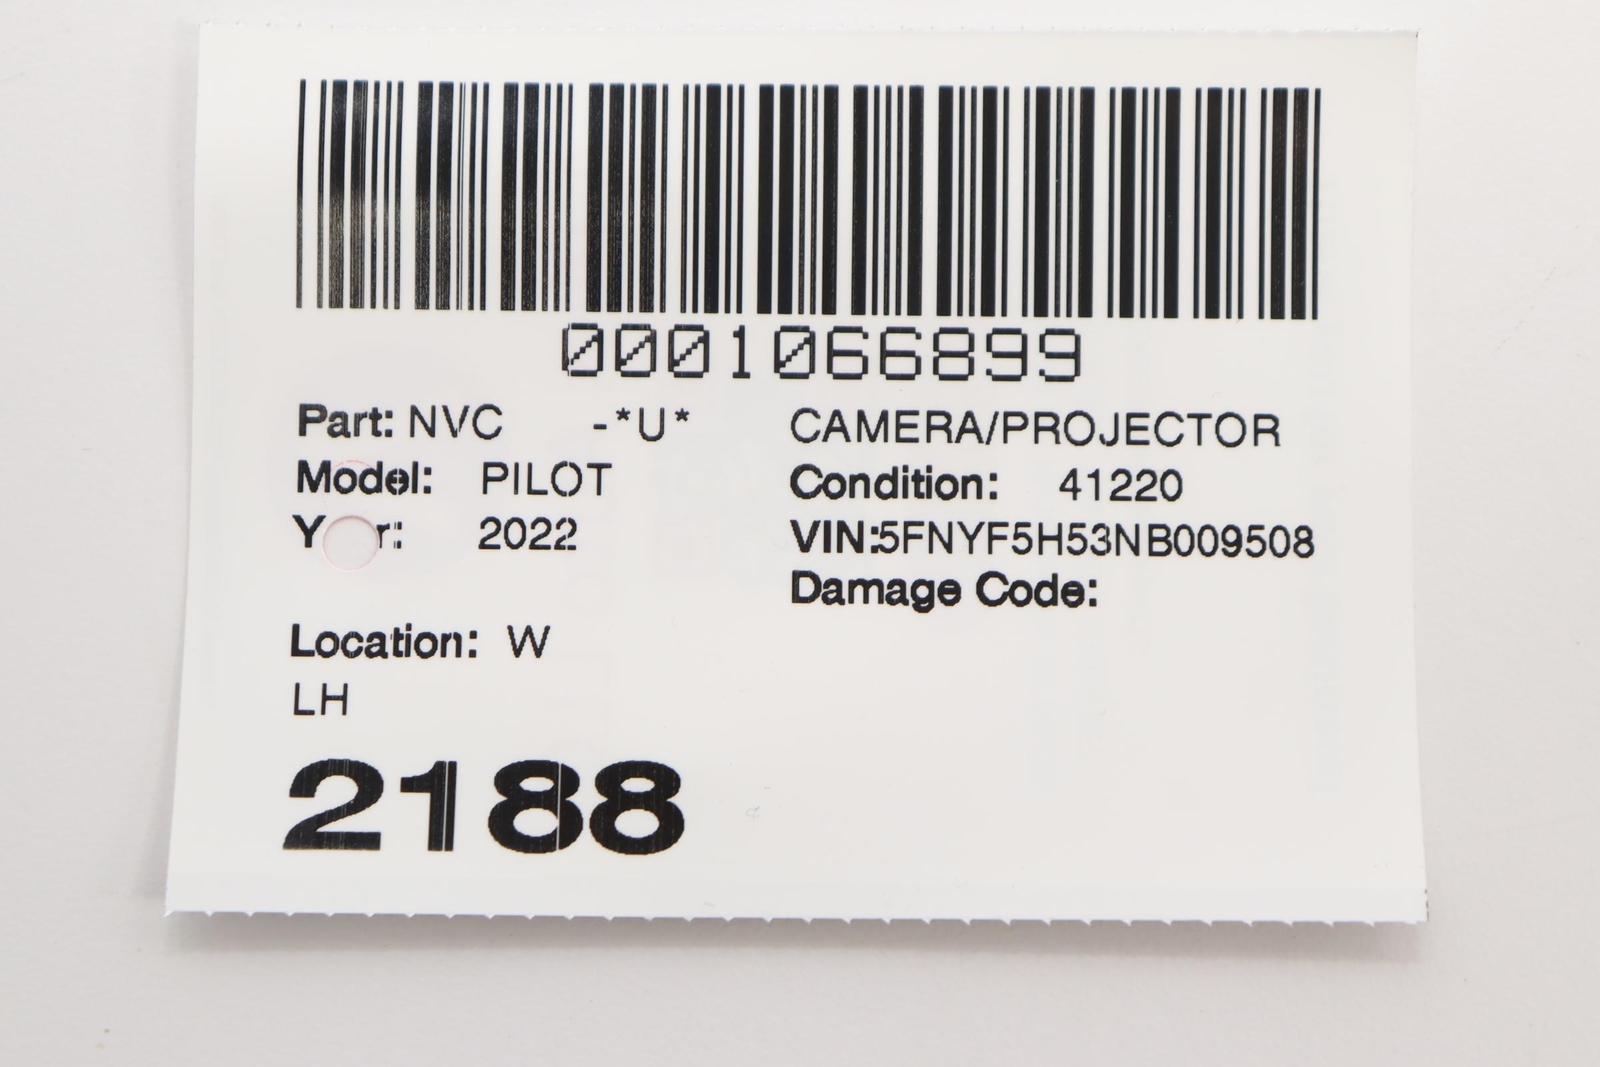 0001066899
Part: NVC -*U* CAMERA/PROJECTOR
Model: PILOT Condition: 41220
Y r: 2022 VIN:5FNYF5H53NB009508
Damage Code:
Location: W
LH
2188